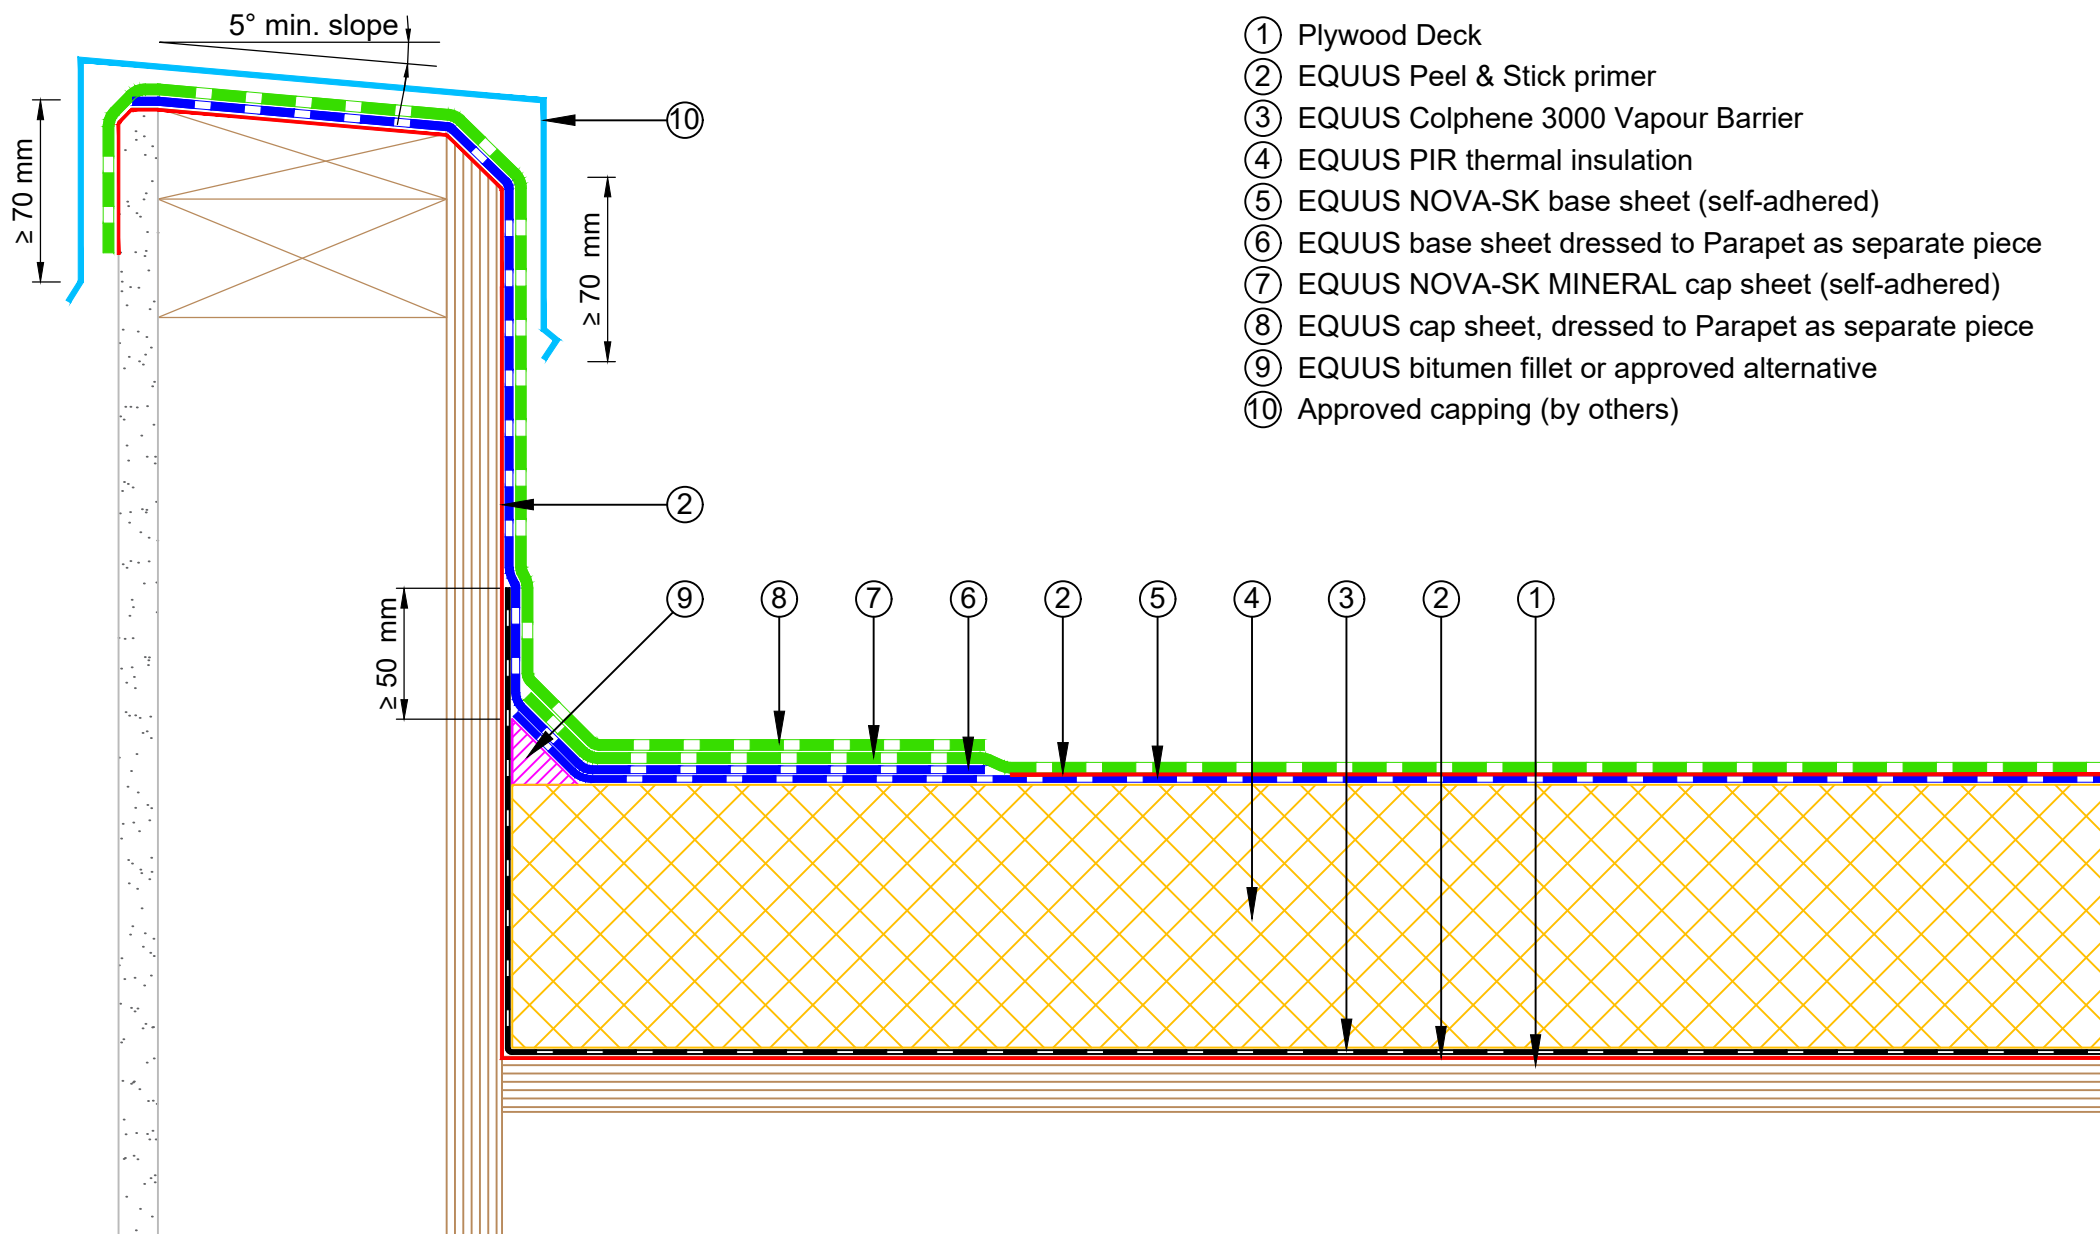 5° min. slope
① Plywood Deck
② EQUUS Peel & Stick primer
③ EQUUS Colphene 3000 Vapour Barrier
④ EQUUS PIR thermal insulation
⑤ EQUUS NOVA-SK base sheet (self-adhered)
⑥ EQUUS base sheet dressed to Parapet as separate piece
⑦ EQUUS NOVA-SK MINERAL cap sheet (self-adhered)
⑧ EQUUS cap sheet, dressed to Parapet as separate piece
⑨ EQUUS bitumen fillet or approved alternative
⑩ Approved capping (by others)
⑩
≥ 70 mm
≥ 70 mm
②
≥ 50 mm
⑨ ⑧ ⑦ ⑥ ② ⑤ ④ ③ ② ①